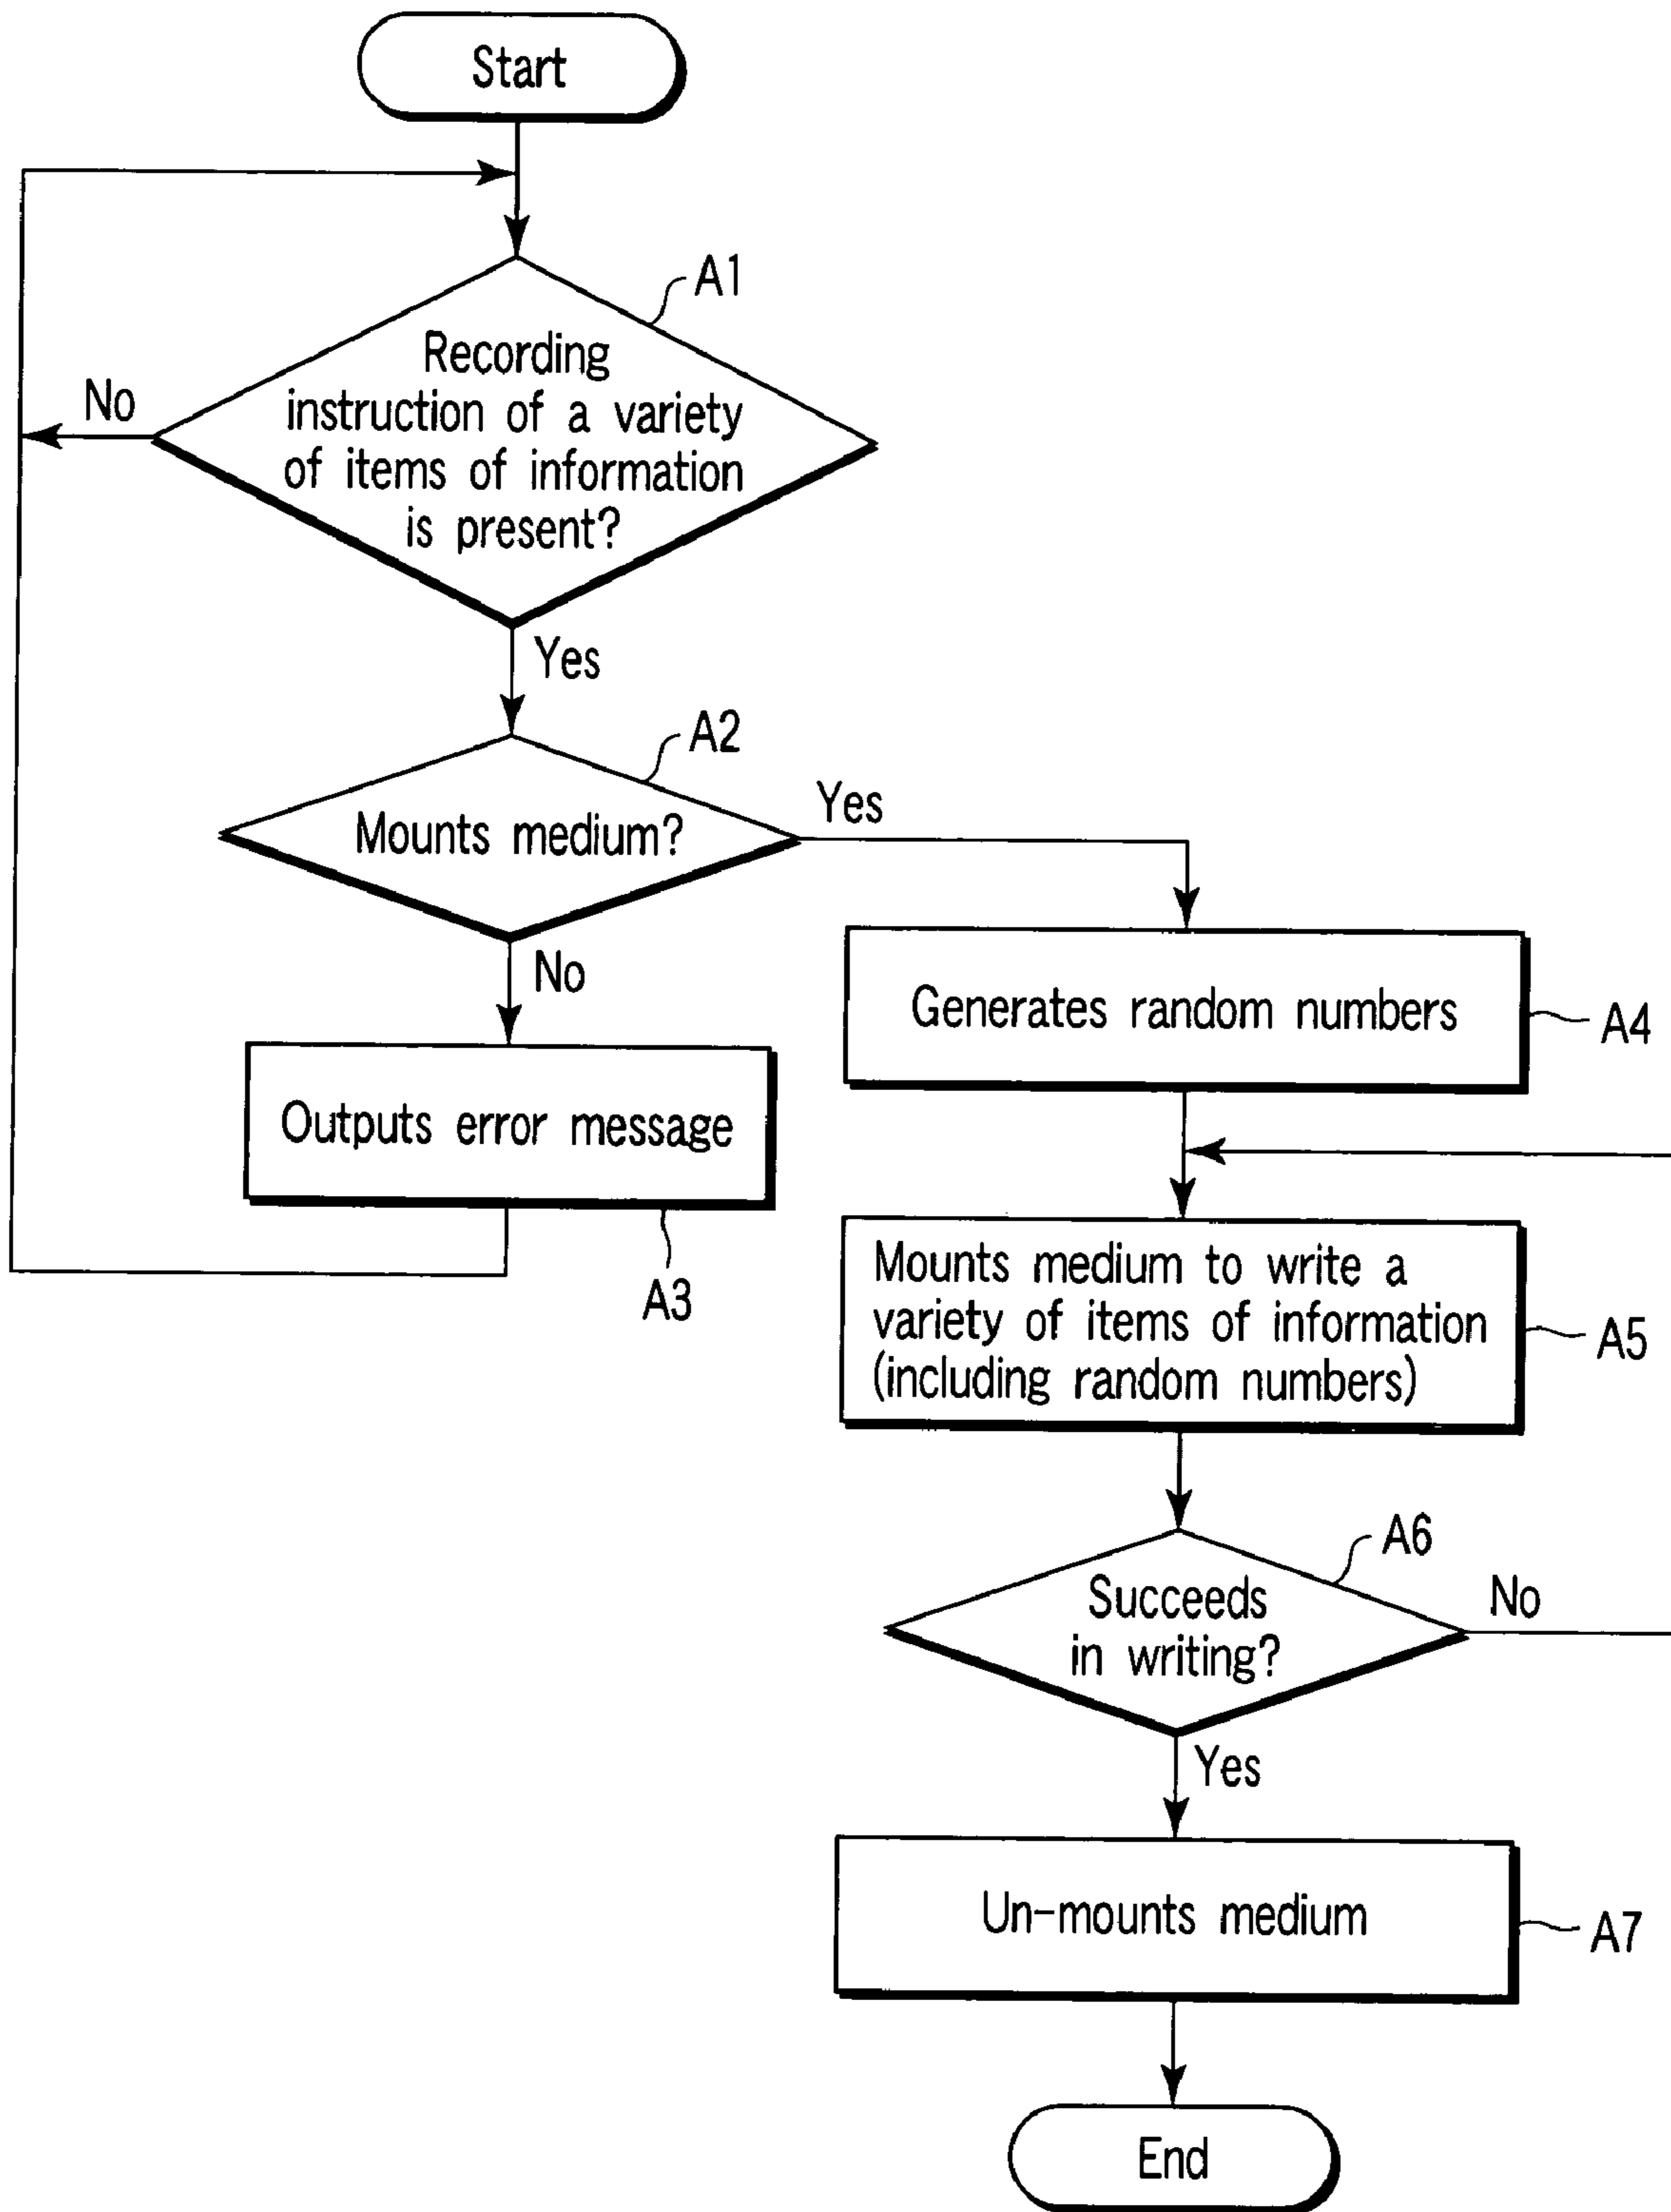 Start
A1
Recording
instruction of a variety
of items of information
is present?
No
Yes
A2
Mounts medium?
Yes
No
Outputs error message
A3
Generates random numbers
A4
Mounts medium to write a
variety of items of information
(including random numbers)
A5
A6
Succeeds
in writing?
No
Yes
Un-mounts medium
A7
End